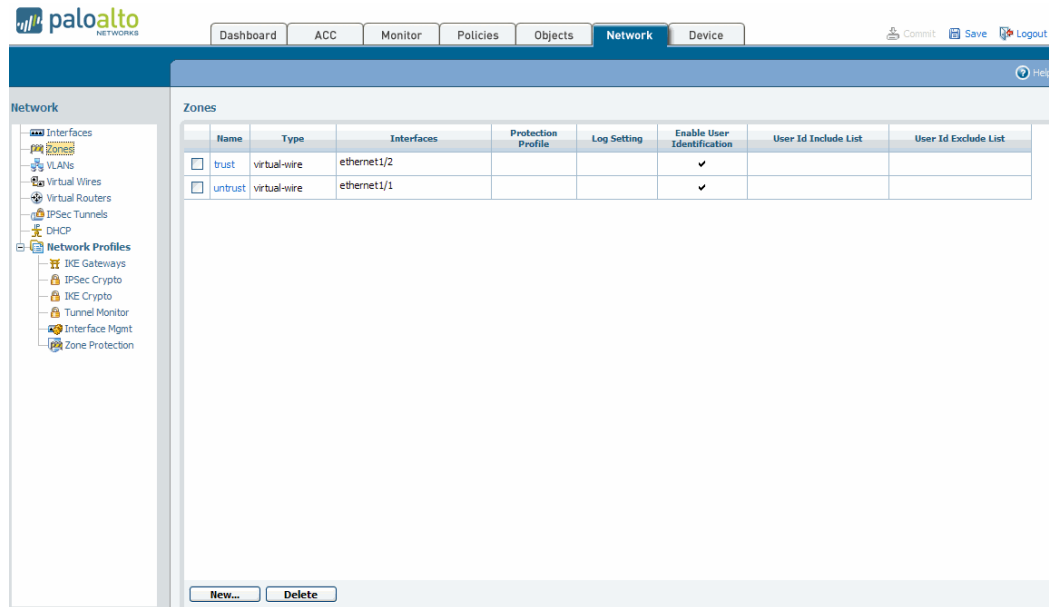 paloalto
NETWORKS
Dashboard ACC Monitor Policies Objects Network Device
Commit Save Logout
Help
Network
Interfaces
Zones
VLANs
Virtual Wires
Virtual Routers
IPSec Tunnels
DHCP
Network Profiles
IKE Gateways
IPSec Crypto
IKE Crypto
Tunnel Monitor
Interface Mgmt
Zone Protection
Zones
Name Type Interfaces Protection Profile Log Setting Enable User Identification User Id Include List User Id Exclude List
trust virtual-wire ethernet1/2
untrust virtual-wire ethernet1/1
New... Delete